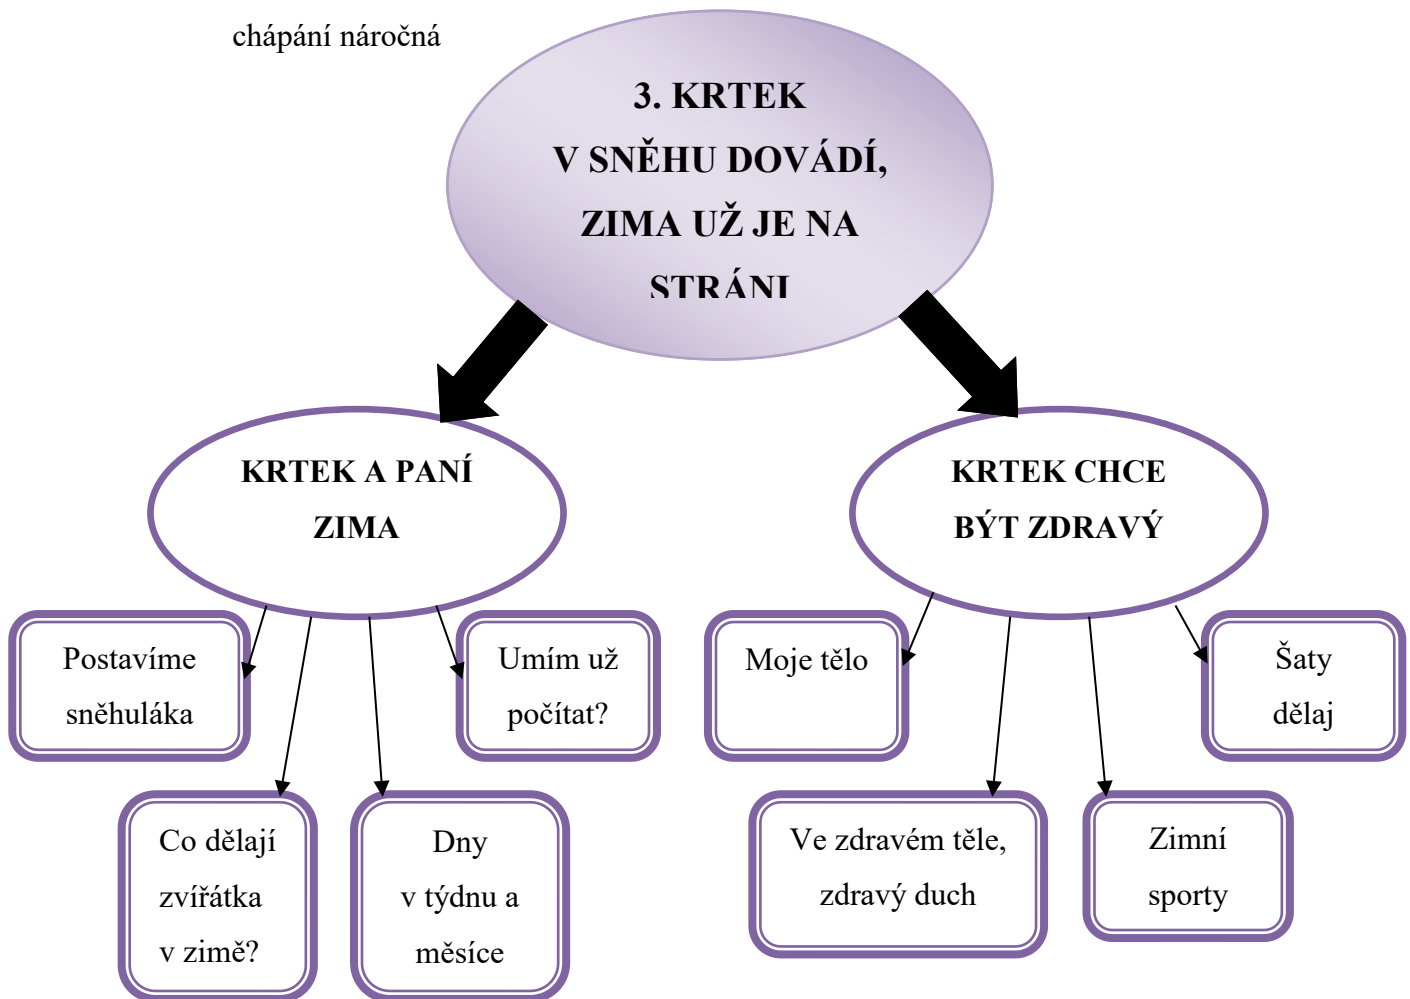 chápání náročná
3. KRTEK
V SNĚHU DOVÁDÍ,
ZIMA UŽ JE NA
STRÁNI
KRTEK A PANÍ
ZIMA
KRTEK CHCE
BÝT ZDRAVÝ
Postavíme
sněhuláka
Umím už
počítat?
Moje tělo
Šaty
dělaj
Co dělají
zvířátka
v zimě?
Dny
v týdnu a
měsíce
Ve zdravém těle,
zdravý duch
Zimní
sporty